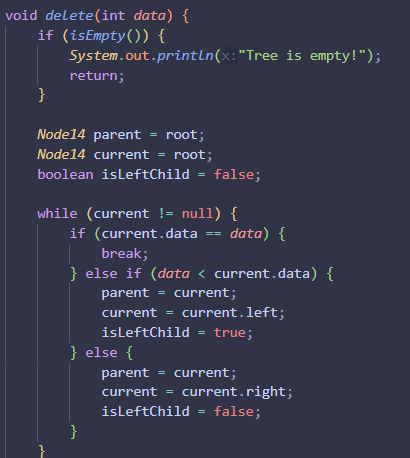 void delete(int data) {
    if (isEmpty()) {
        System.out.println(x:"Tree is empty!");
        return;
    }

    Node14 parent = root;
    Node14 current = root;
    boolean isLeftChild = false;

    while (current != null) {
        if (current.data == data) {
            break;
        } else if (data < current.data) {
            parent = current;
            current = current.left;
            isLeftChild = true;
        } else {
            parent = current;
            current = current.right;
            isLeftChild = false;
        }
    }